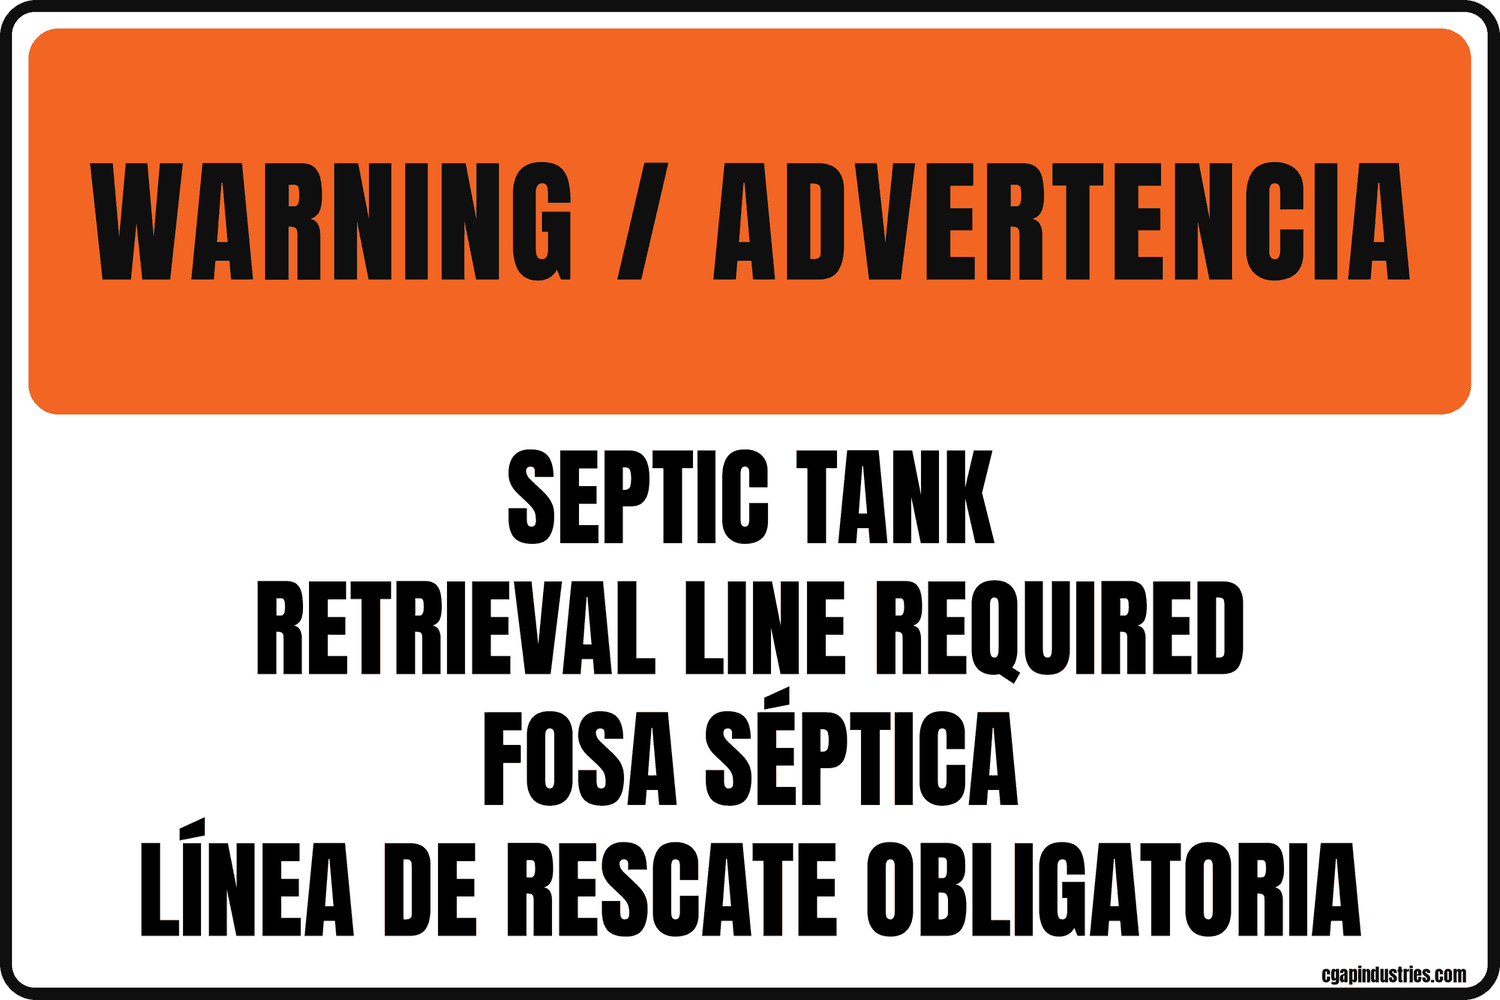 WARNING / ADVERTENCIA
SEPTIC TANK
RETRIEVAL LINE REQUIRED
FOSA SÉPTICA
LÍNEA DE RESCATE OBLIGATORIA
cgapindustries.com